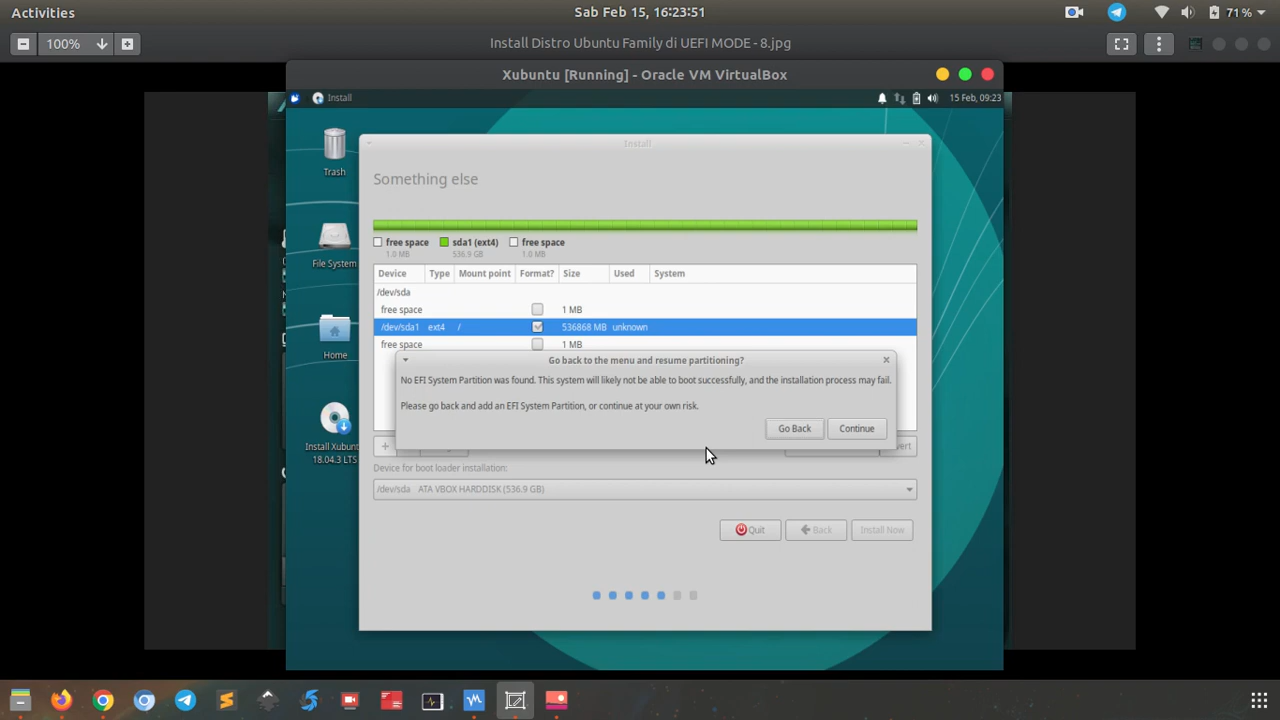 Activities
Sab Feb 15, 16:23:51
71%
100%
Install Distro Ubuntu Family di UEFI MODE - 8.jpg
Xubuntu [Running] - Oracle VM VirtualBox
Install
15 Feb, 09:23
Trash
File System
Home
Install Xubun
18.04.3 LTS
Install
Something else
free space
1.0 MB
sda1 (ext4)
536.9 GB
free space
1.0 MB
Device Type Mount point Format? Size Used System
/dev/sda
free space 1 MB
/dev/sda1 ext4 / 536868 MB unknown
free space 1 MB
Go back to the menu and resume partitioning?
No EFI System Partition was found. This system will likely not be able to boot successfully, and the installation process may fail.
Please go back and add an EFI System Partition, or continue at your own risk.
Go Back
Continue
Device for boot loader installation:
/dev/sda ATA VBOX HARDDISK (536.9 GB)
Quit
Back
Install Now